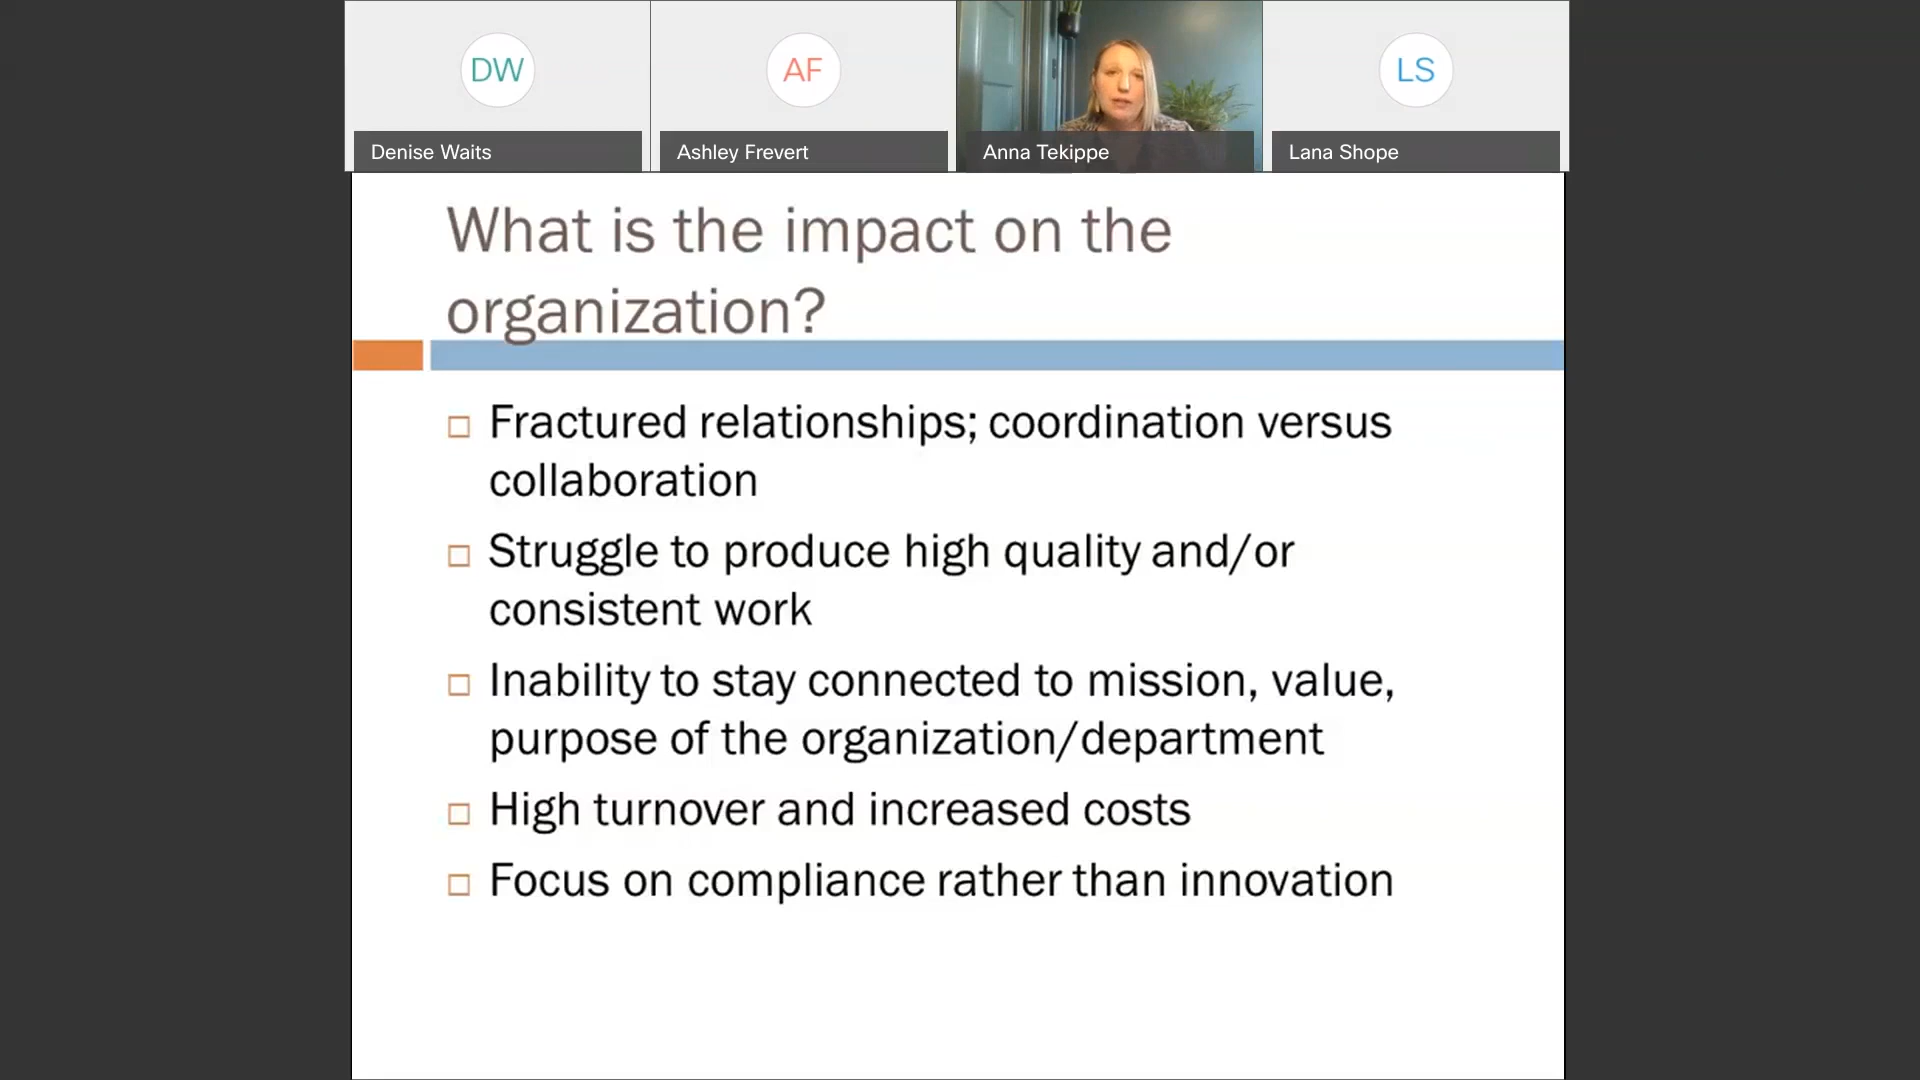 DW
AF
LS
Denise Waits
Ashley Frevert
Anna Tekippe
Lana Shope
What is the impact on the
organization?
Fractured relationships; coordination versus
collaboration
Struggle to produce high quality and/or
consistent work
Inability to stay connected to mission, value,
purpose of the organization/department
High turnover and increased costs
Focus on compliance rather than innovation